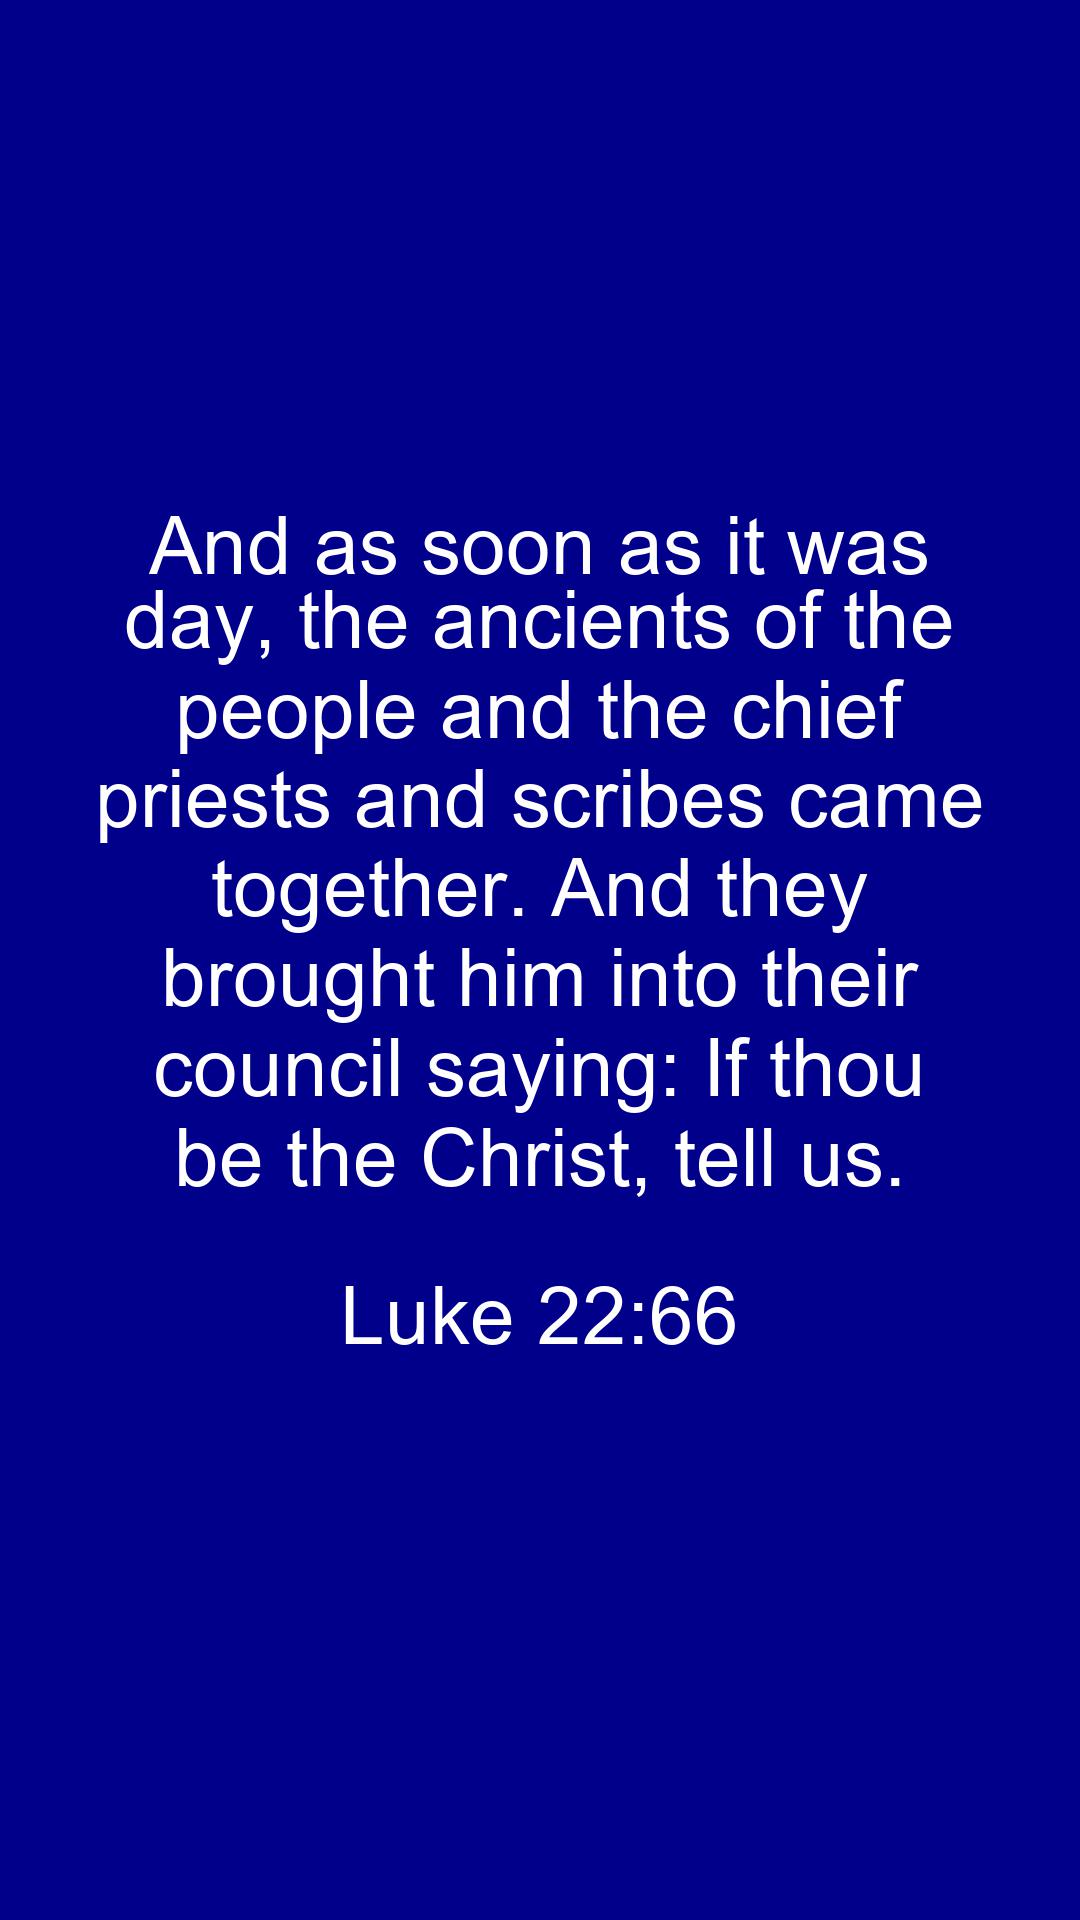 And as soon as it was
day, the ancients of the
people and the chief
priests and scribes came
together. And they
brought him into their
council saying: If thou
be the Christ, tell us.
Luke 22:66